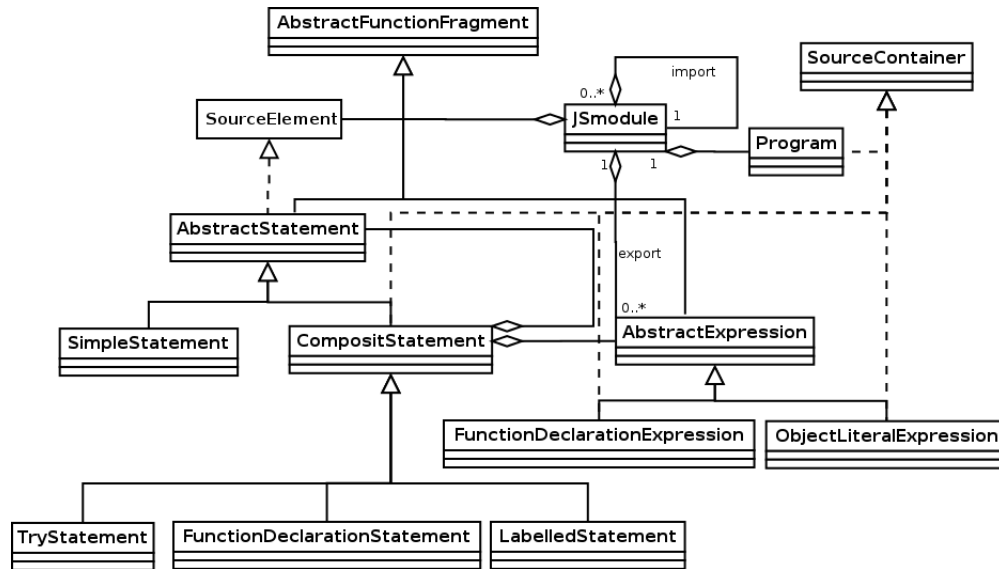 AbstractFunctionFragment
SourceContainer
import
0..*
SourceElement
JSmodule
1
Program
1
1
AbstractStatement
export
0..*
SimpleStatement
CompositStatement
AbstractExpression
FunctionDeclarationExpression
ObjectLiteralExpression
TryStatement
FunctionDeclarationStatement
LabelledStatement